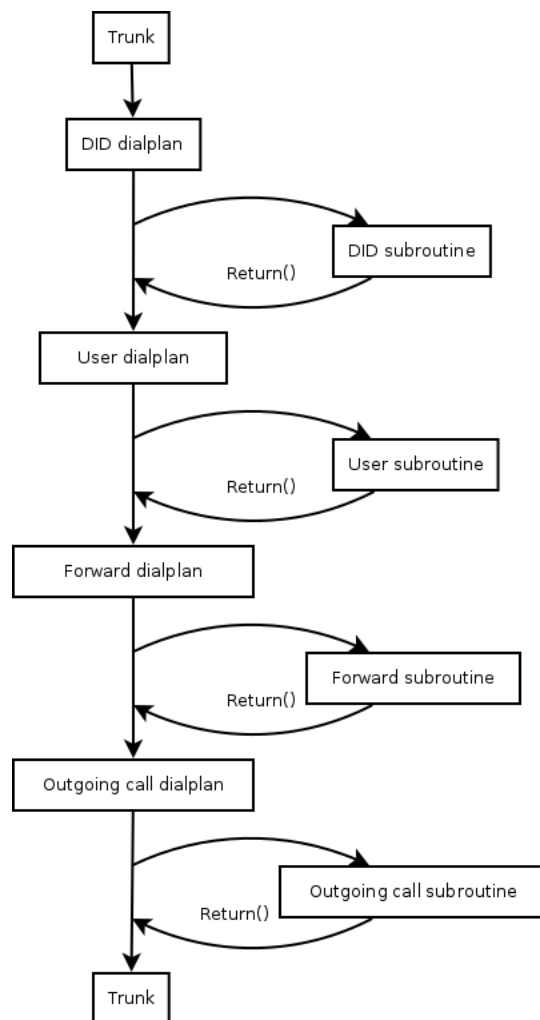 Trunk
DID dialplan
DID subroutine
Return()
User dialplan
User subroutine
Return()
Forward dialplan
Forward subroutine
Return()
Outgoing call dialplan
Outgoing call subroutine
Return()
Trunk